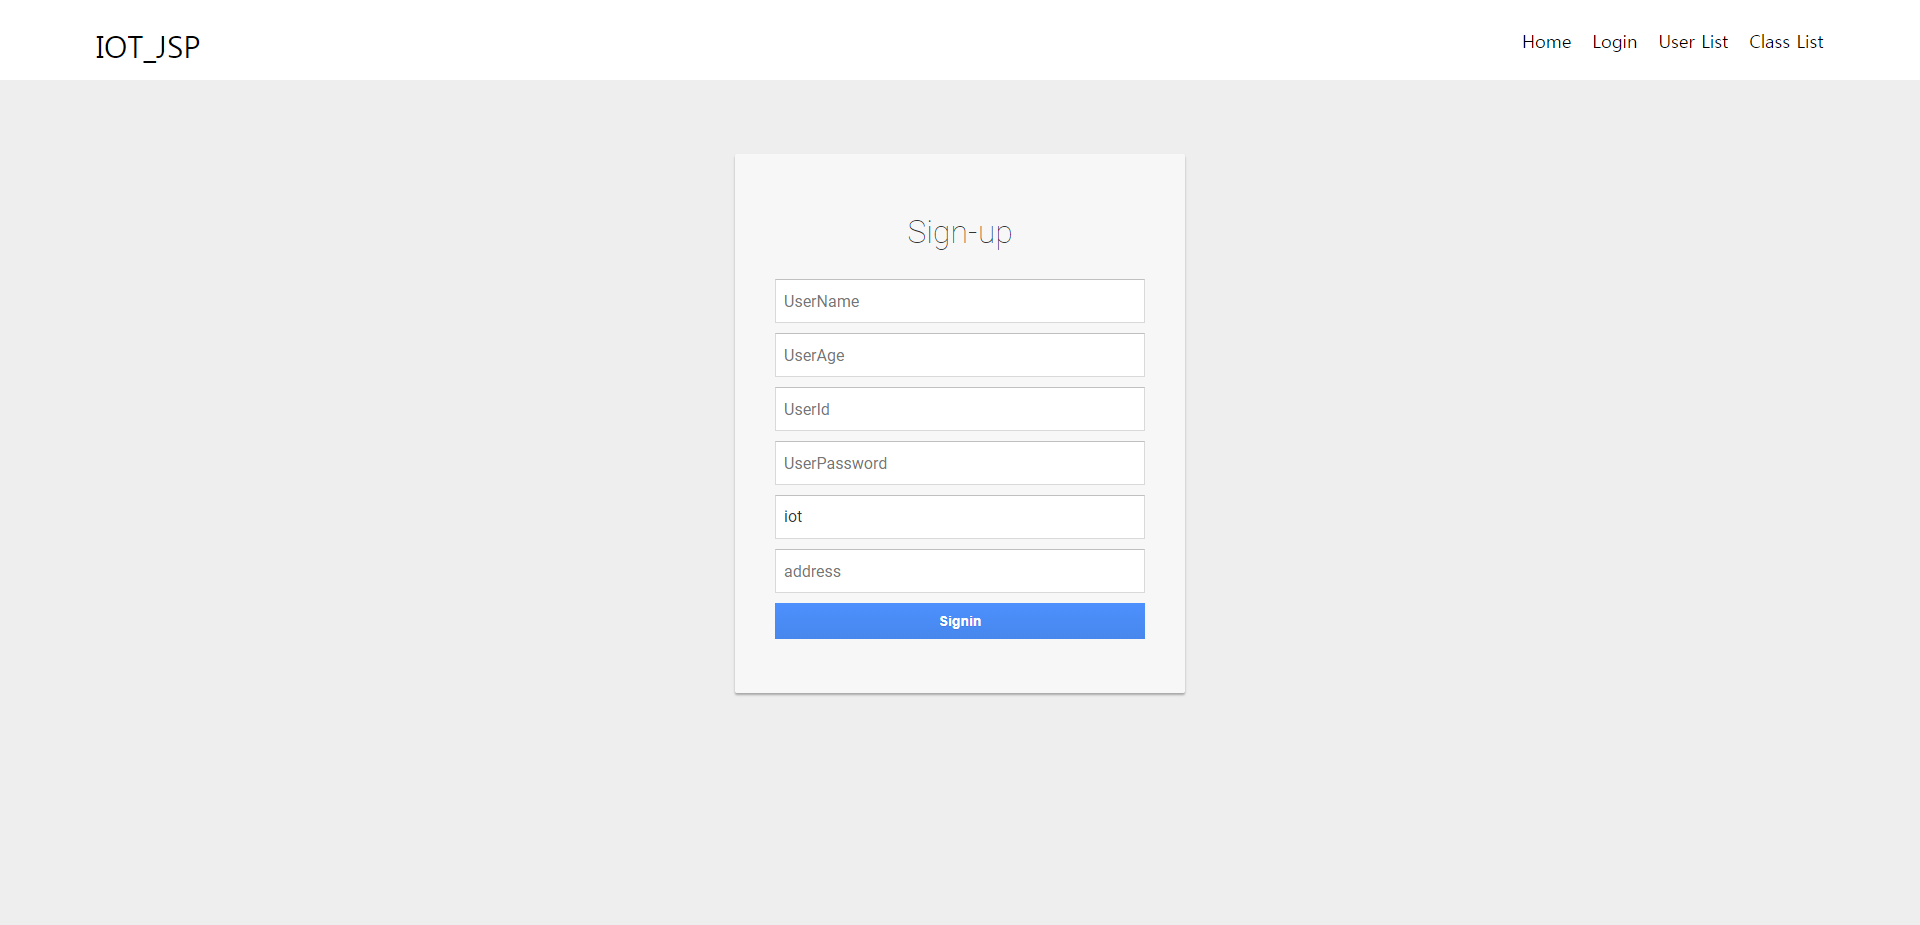 IOT_JSP
Home Login User List Class List
Sign-up
UserName
UserAge
UserId
UserPassword
iot
address
Signin